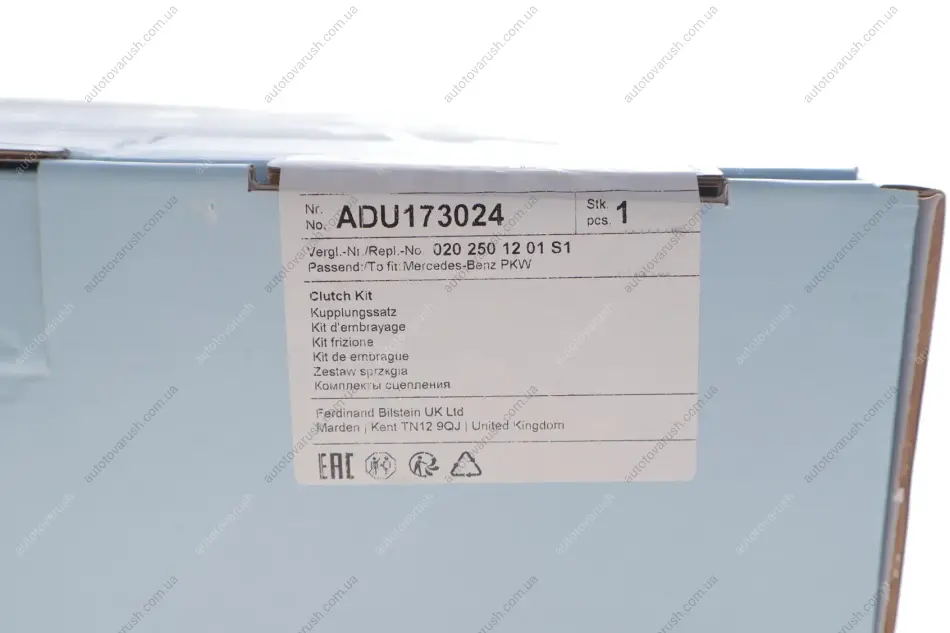 Nr.
No. ADU173024
Stk.
pcs. 1
Vergl.-Nr./Repl.-No. 020 250 12 01 S1
Passend:/To fit:Mercedes-Benz PKW
Clutch Kit
Kupplungssatz
Kit d'embrayage
Kit frizione
Kit de embrague
Zestaw sprzęgła
Комплекты сцепления
Ferdinand Bilstein UK Ltd
Marden | Kent TN12 9QJ | United Kingdom
EAC
autotovarush.com.ua